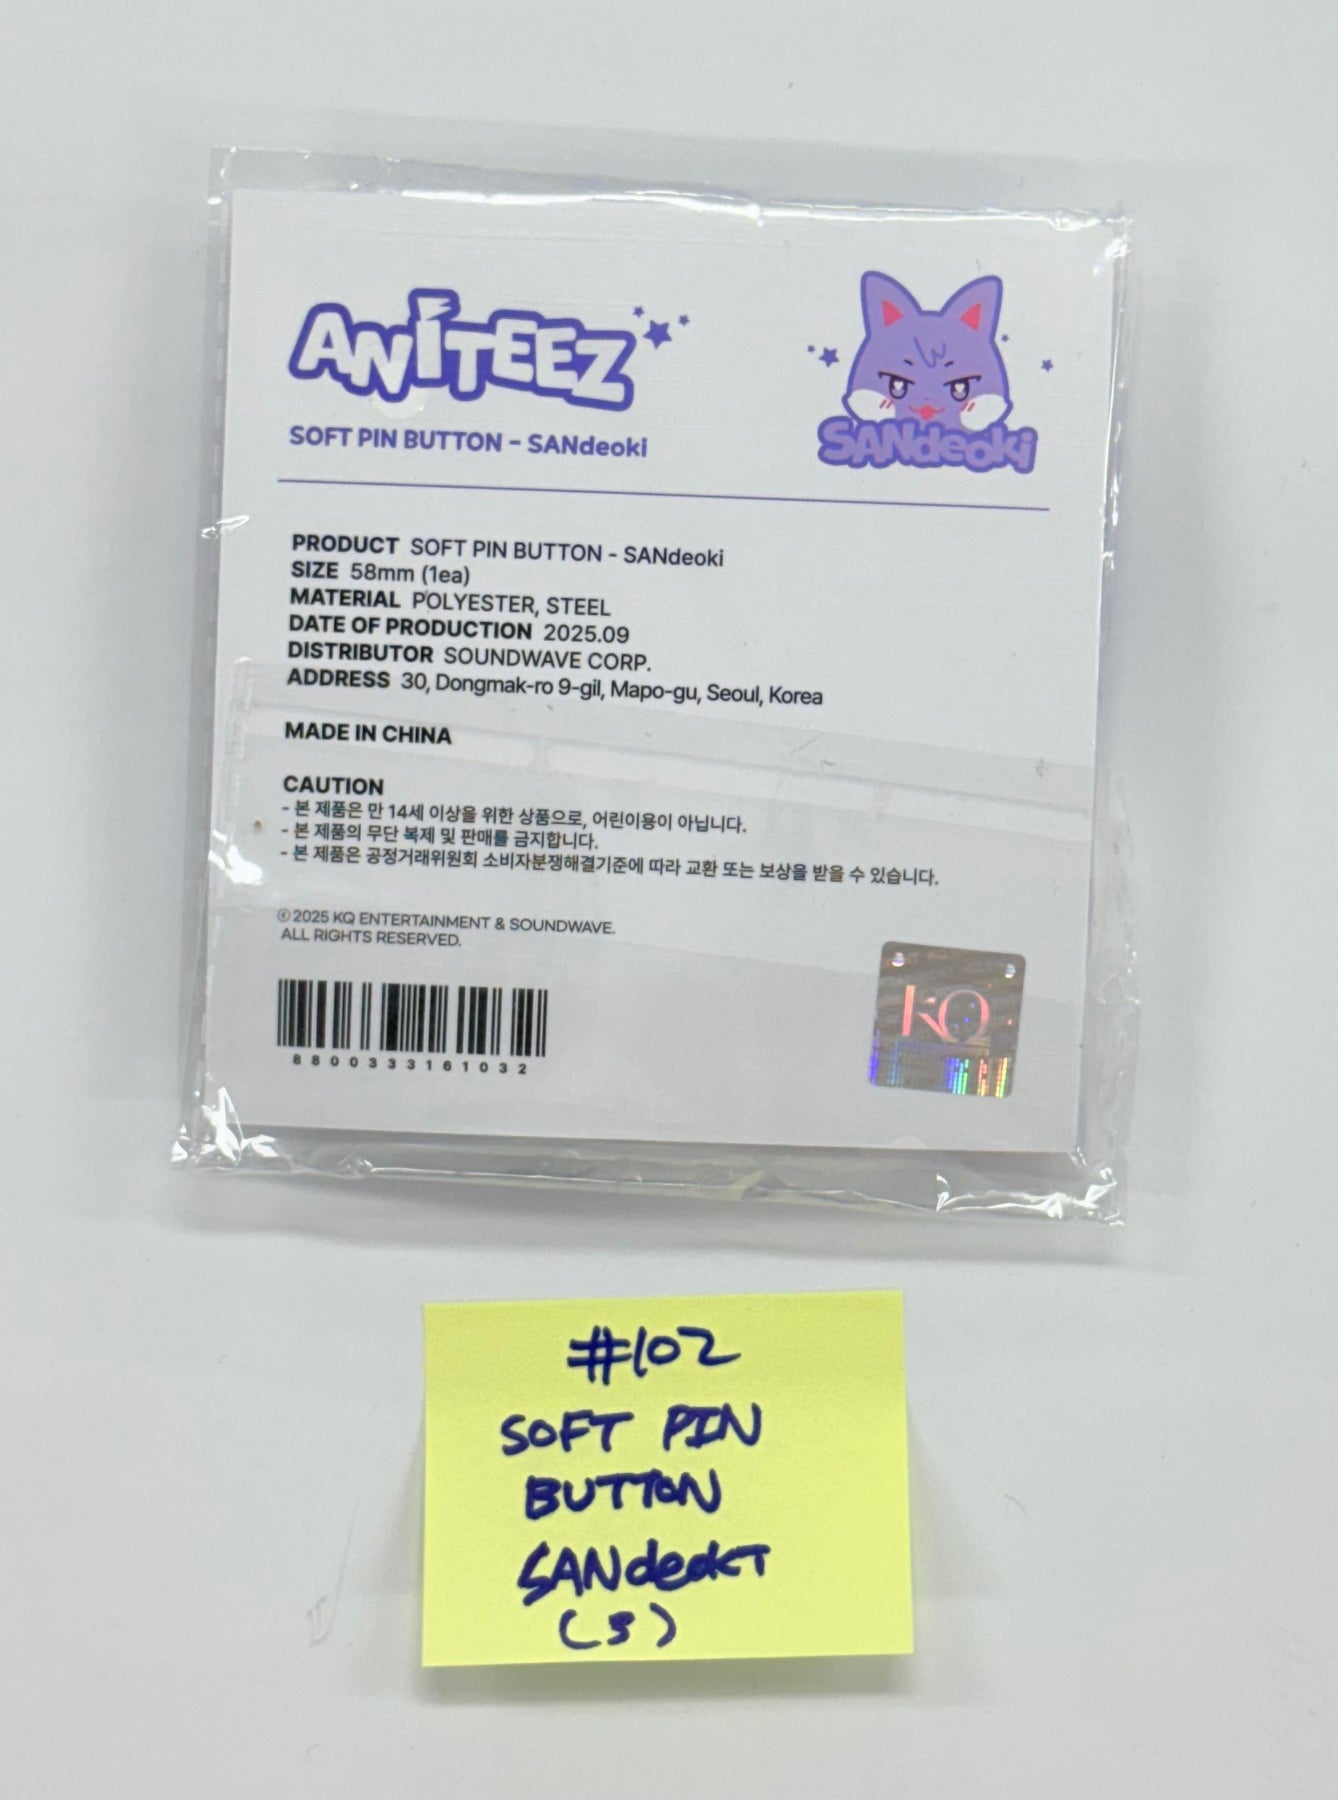 ANITEEZ
SOFT PIN BUTTON - SANdeoki
SANdeoki
PRODUCT SOFT PIN BUTTON - SANdeoki
SIZE 58mm (1ea)
MATERIAL POLYESTER, STEEL
DATE OF PRODUCTION 2025.09
DISTRIBUTOR SOUNDWAVE CORP.
ADDRESS 30, Dongmak-ro 9-gil, Mapo-gu, Seoul, Korea
MADE IN CHINA
CAUTION
- 본 제품은 만 14세 이상을 위한 상품으로, 어린이용이 아닙니다.
- 본 제품의 무단 복제 및 판매를 금지합니다.
- 본 제품은 공정거래위원회 소비자분쟁해결기준에 따라 교환 또는 보상을 받을 수 있습니다.
ⓒ2025 KQ ENTERTAINMENT & SOUNDWAVE.
ALL RIGHTS RESERVED.
8800333161032
KQ
#102
SOFT PIN
BUTTON
SANdeokI
(3)